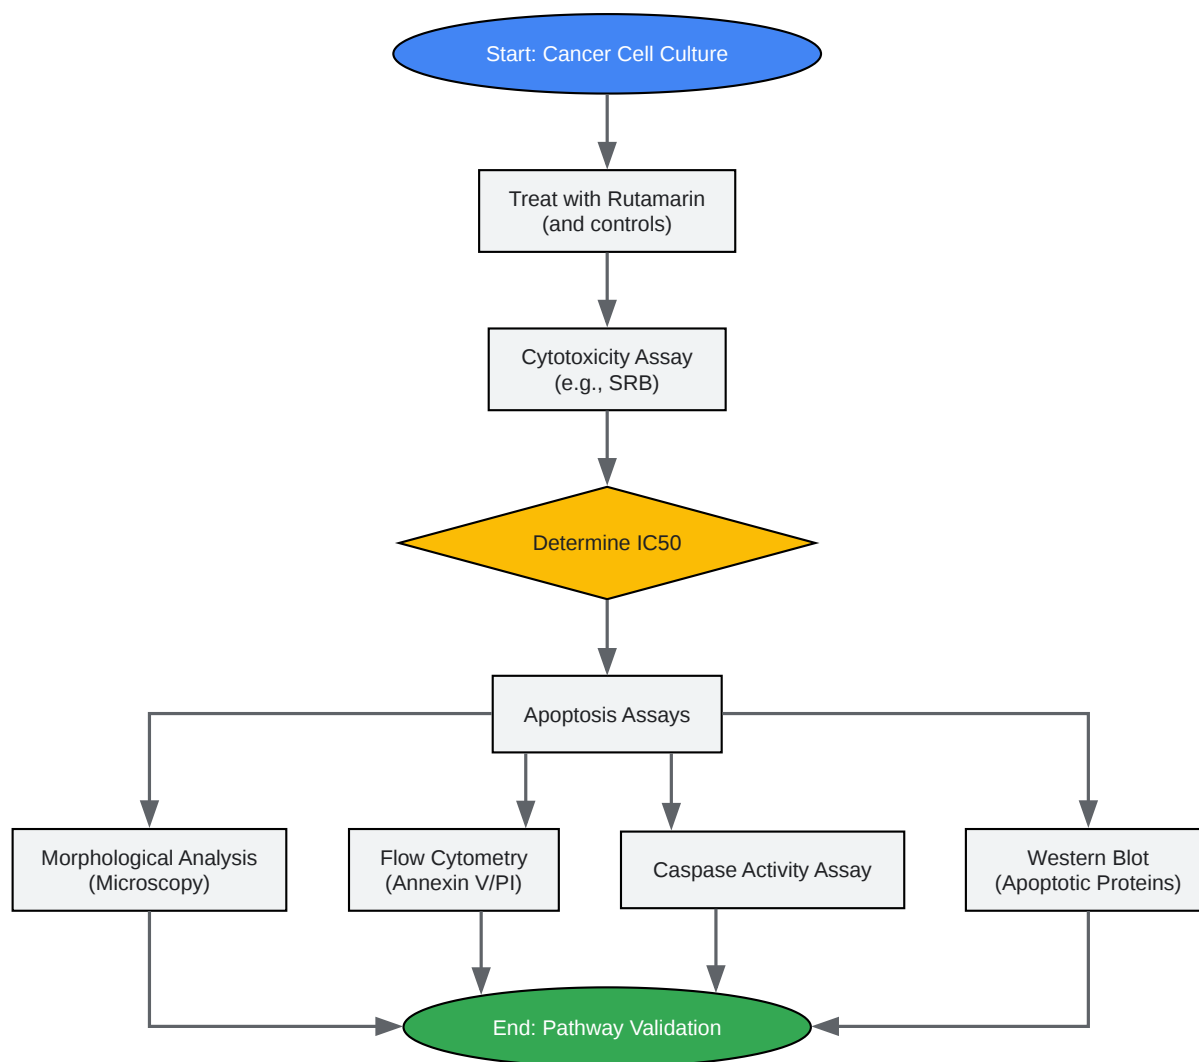 Start: Cancer Cell Culture
Treat with Rutamarin
(and controls)
Cytotoxicity Assay
(e.g., SRB)
Determine IC50
Apoptosis Assays
Morphological Analysis
(Microscopy)
Flow Cytometry
(Annexin V/PI)
Caspase Activity Assay
Western Blot
(Apoptotic Proteins)
End: Pathway Validation